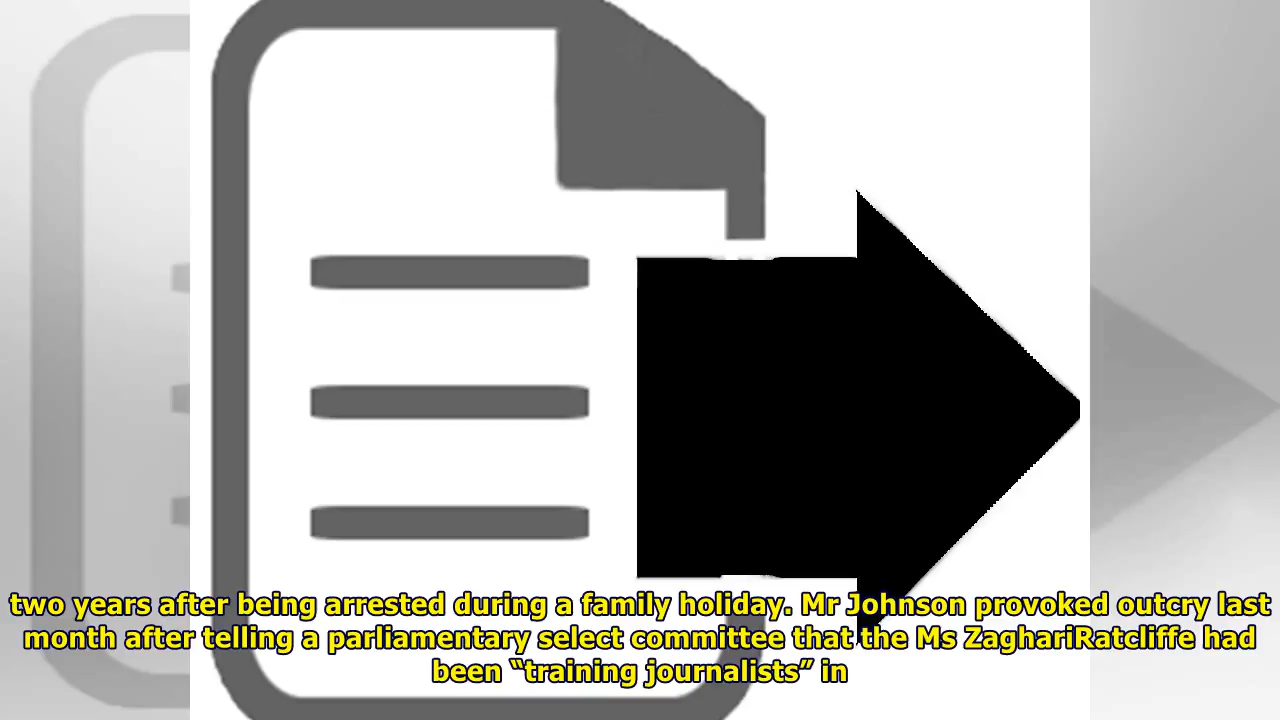 two years after being arrested during a family holiday. Mr Johnson provoked outcry last
month after telling a parliamentary select committee that the Ms ZaghariRatcliffe had
been “training journalists” in